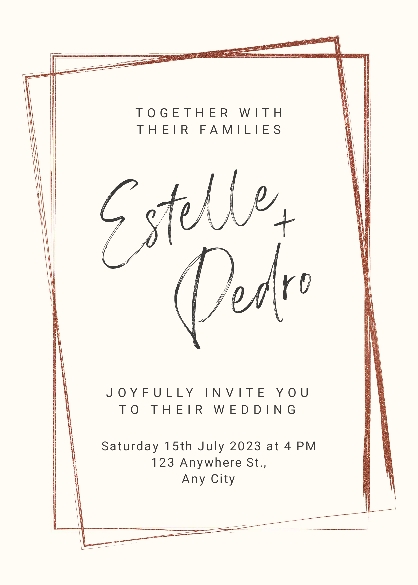 TOGETHER WITH
THEIR FAMILIES
Estelle
+
Pedro
JOYFULLY INVITE YOU
TO THEIR WEDDING
Saturday 15th July 2023 at 4 PM
123 Anywhere St.,
Any City